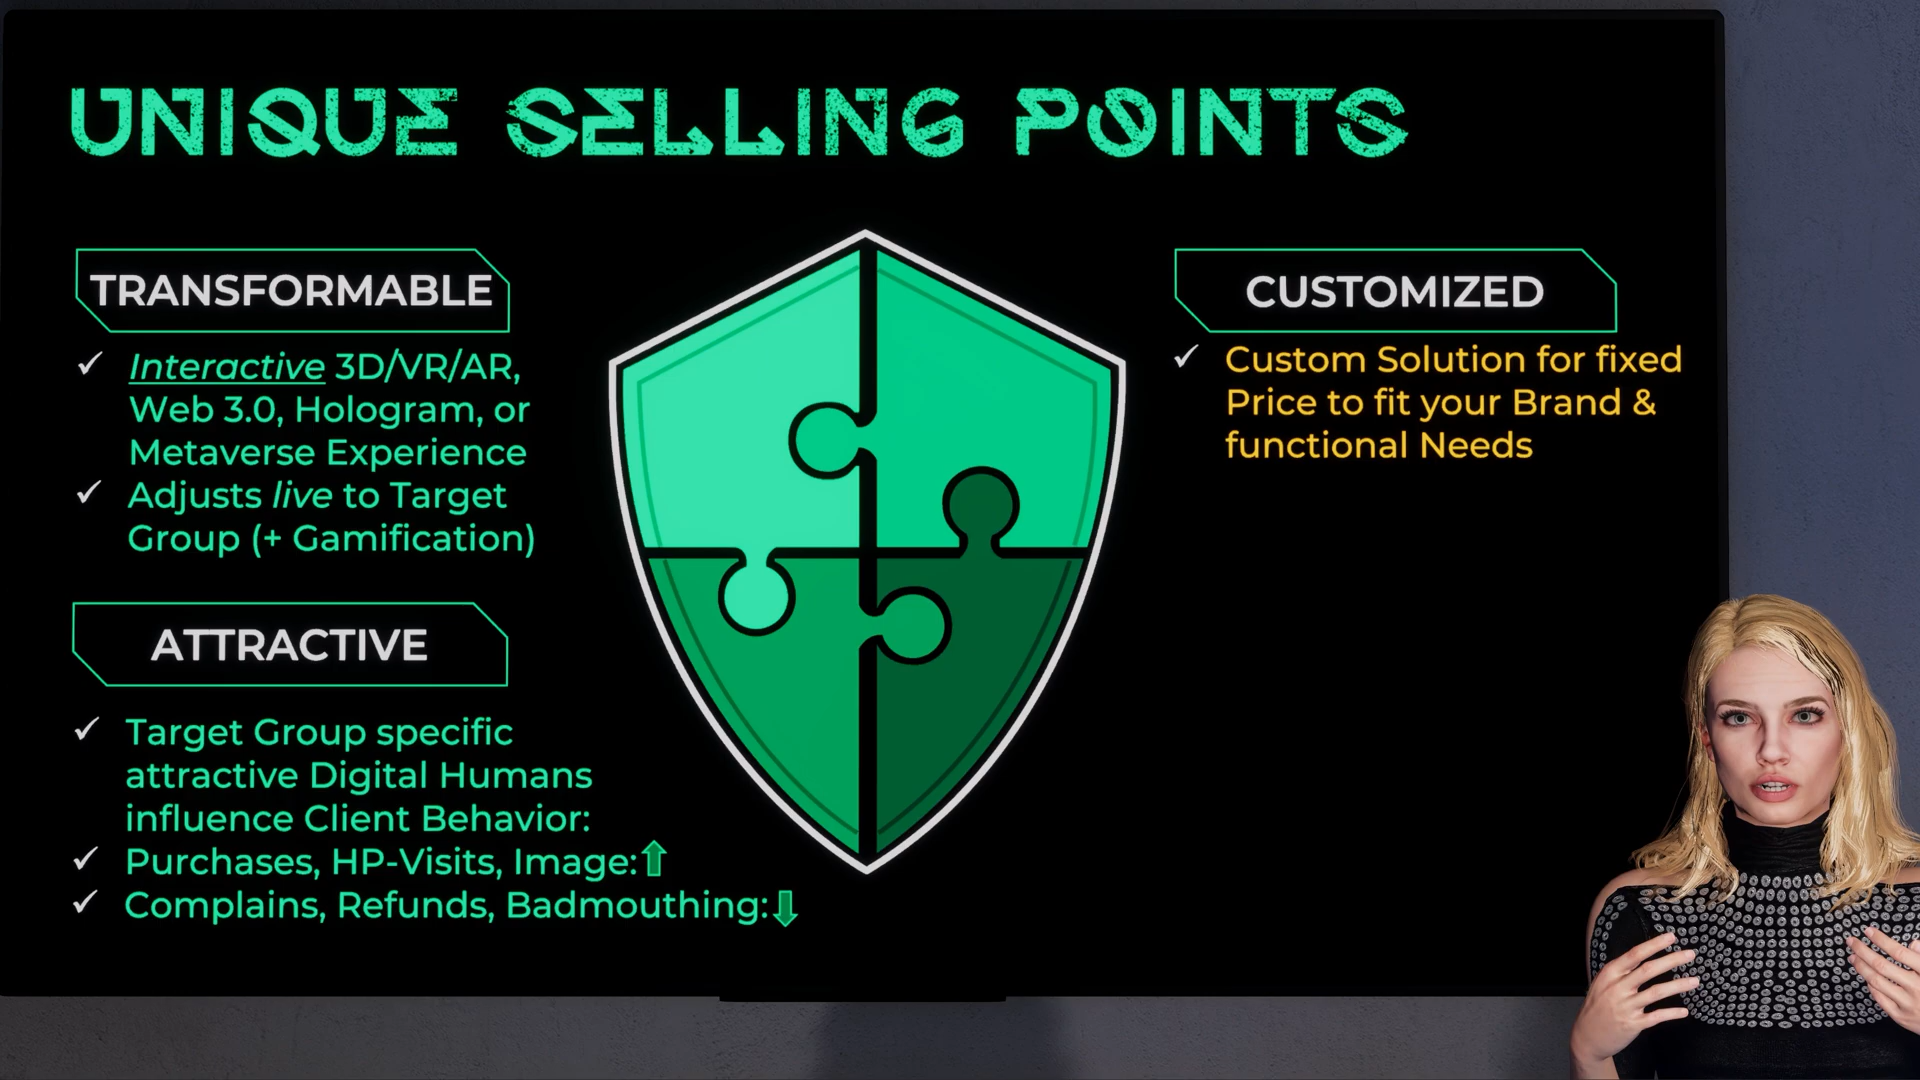 UNIQUE SELLING POINTS
TRANSFORMABLE
Interactive 3D/VR/AR,
Web 3.0, Hologram, or
Metaverse Experience
Adjusts live to Target
Group (+ Gamification)
ATTRACTIVE
Target Group specific
attractive Digital Humans
influence Client Behavior:
Purchases, HP-Visits, Image:
Complains, Refunds, Badmouthing:
CUSTOMIZED
Custom Solution for fixed
Price to fit your Brand &
functional Needs